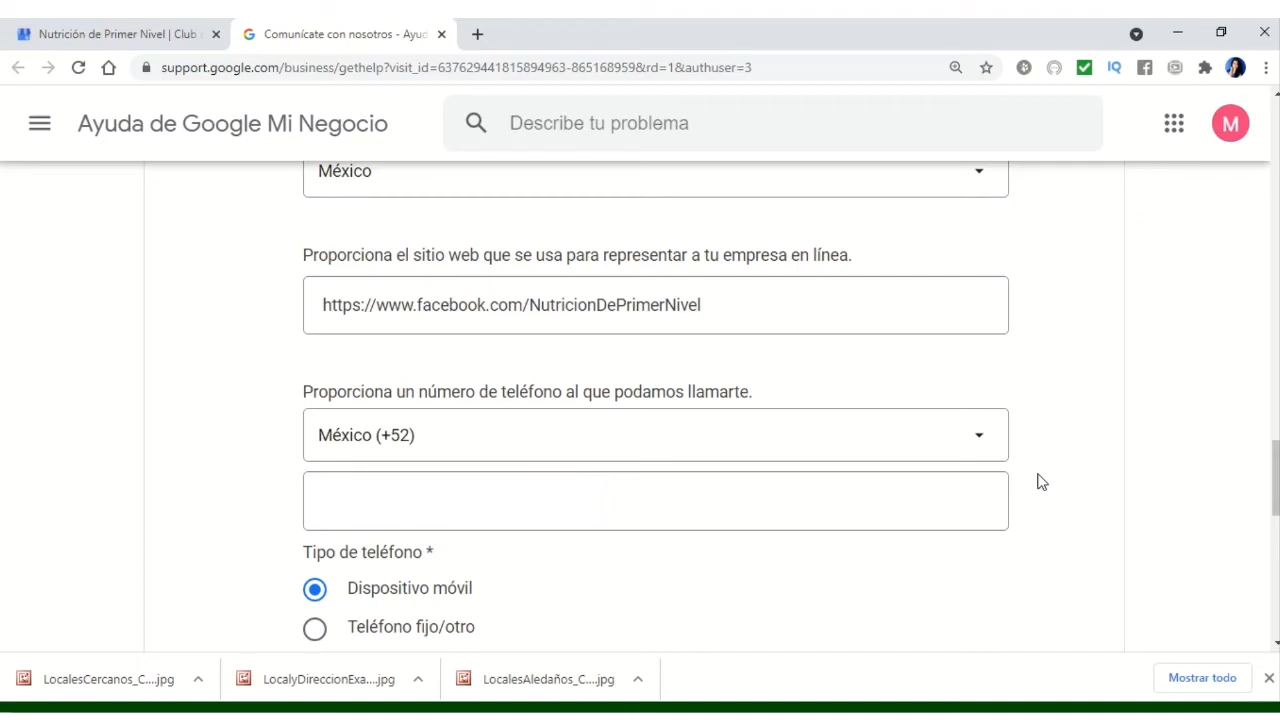 Nutrición de Primer Nivel | Club
Comunícate con nosotros - Ayud
support.google.com/business/gethelp?visit_id=637629441815894963-865168959&rd=1&authuser=3
IQ
Ayuda de Google Mi Negocio
Describe tu problema
M
México
Proporciona el sitio web que se usa para representar a tu empresa en línea.
https://www.facebook.com/NutricionDePrimerNivel
Proporciona un número de teléfono al que podamos llamarte.
México (+52)
Tipo de teléfono *
Dispositivo móvil
Teléfono fijo/otro
LocalesCercanos_C....jpg
LocalyDireccionExa....jpg
LocalesAledaños_C....jpg
Mostrar todo